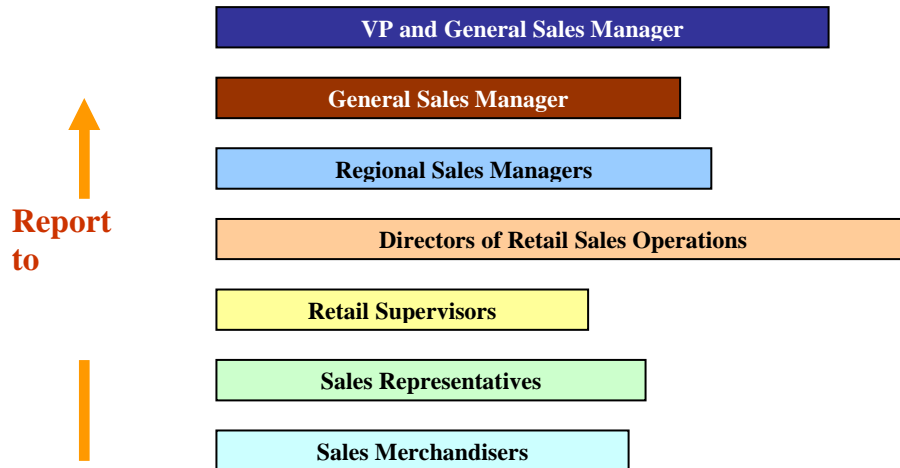 VP and General Sales Manager
General Sales Manager
Regional Sales Managers
Report
to
Directors of Retail Sales Operations
Retail Supervisors
Sales Representatives
Sales Merchandisers